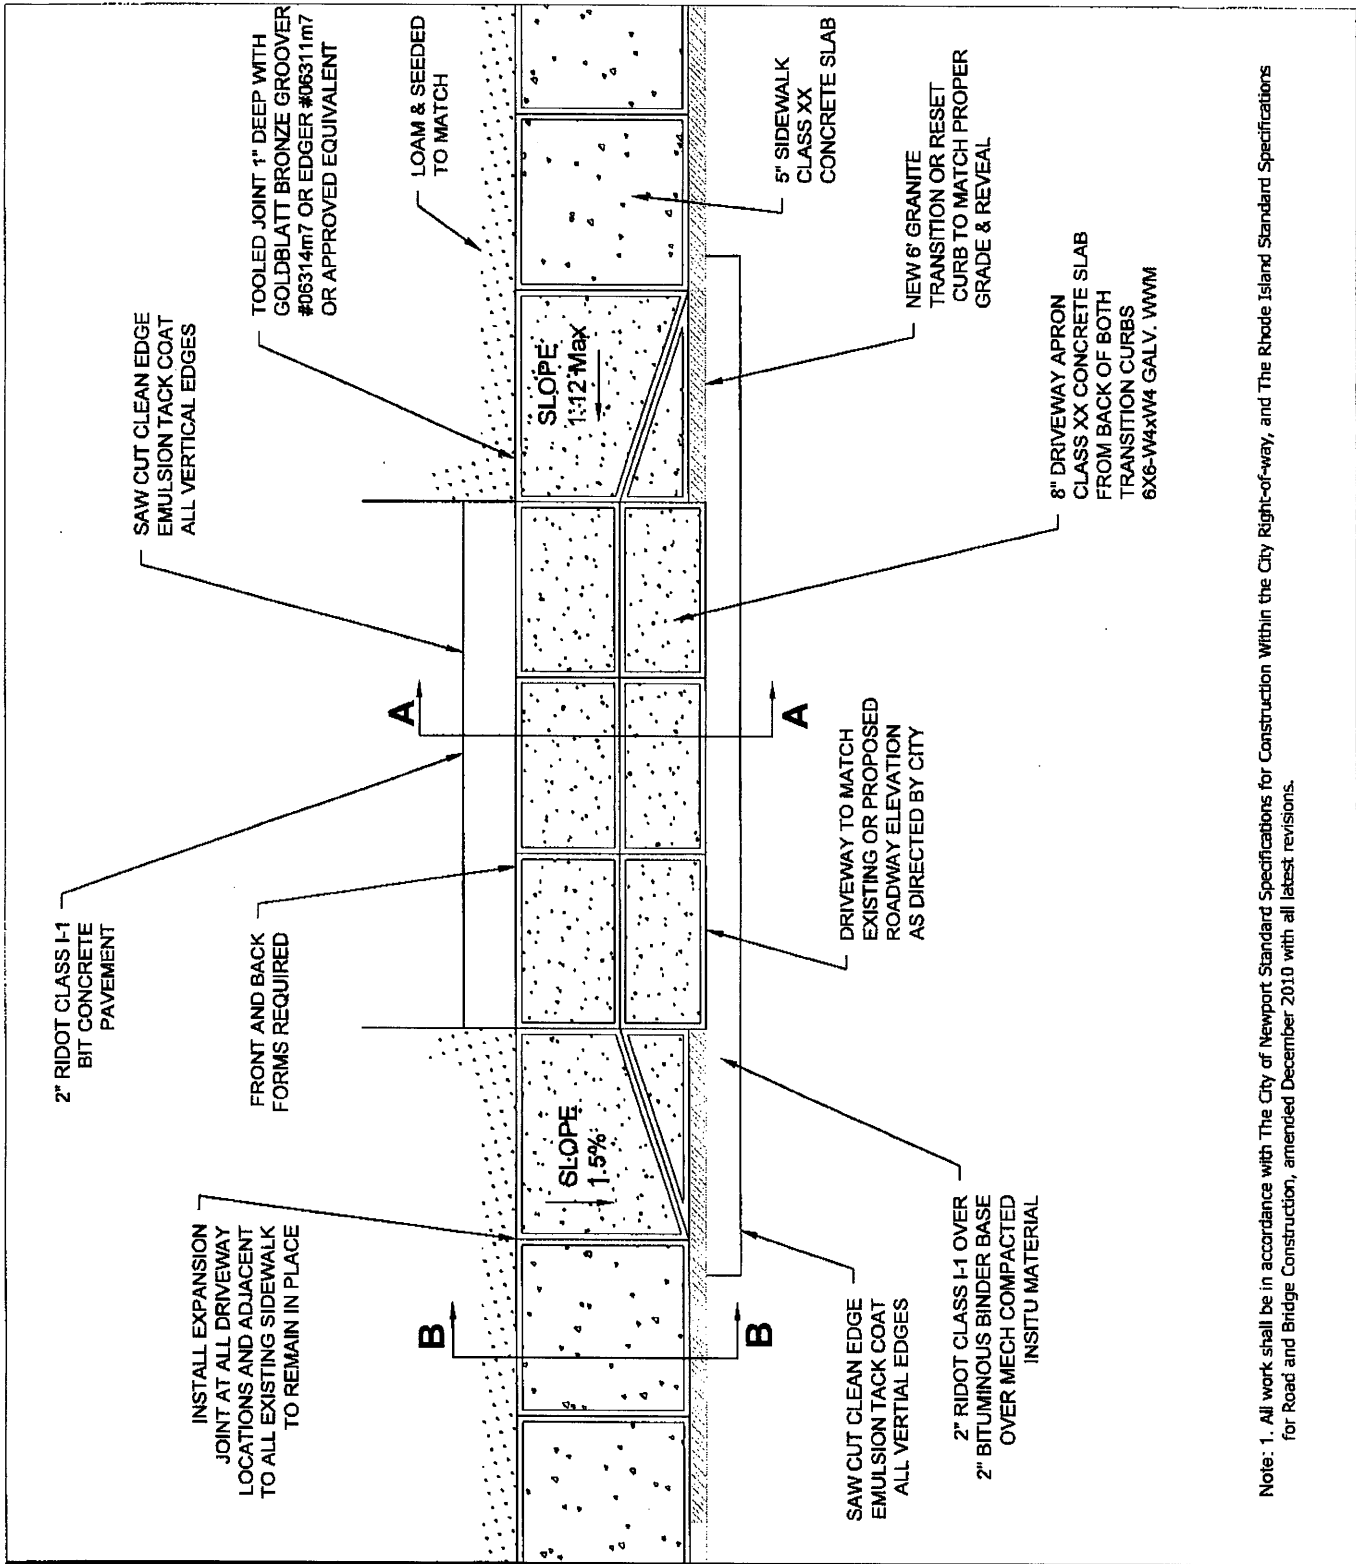 2" RIDOT CLASS I-1
BIT CONCRETE
PAVEMENT
SAW CUT CLEAN EDGE
EMULSION TACK COAT
ALL VERTICAL EDGES
TOOLED JOINT 1" DEEP WITH
GOLDBLATT BRONZE GROOVER
#06314m7 OR EDGER #06311m7
OR APPROVED EQUIVALENT
INSTALL EXPANSION
JOINT AT ALL DRIVEWAY
LOCATIONS AND ADJACENT
TO ALL EXISTING SIDEWALK
TO REMAIN IN PLACE
FRONT AND BACK
FORMS REQUIRED
LOAM & SEEDED
TO MATCH
B
A
SLOPE
1.5%
SLOPE
1:12 Max
B
A
SAW CUT CLEAN EDGE
EMULSION TACK COAT
ALL VERTIAL EDGES
2" RIDOT CLASS I-1 OVER
2" BITUMINOUS BINDER BASE
OVER MECH COMPACTED
INSITU MATERIAL
DRIVEWAY TO MATCH
EXISTING OR PROPOSED
ROADWAY ELEVATION
AS DIRECTED BY CITY
5" SIDEWALK
CLASS XX
CONCRETE SLAB
NEW 6' GRANITE
TRANSITION OR RESET
CURB TO MATCH PROPER
GRADE & REVEAL
8" DRIVEWAY APRON
CLASS XX CONCRETE SLAB
FROM BACK OF BOTH
TRANSITION CURBS
6X6-W4xW4 GALV. WWM
Note: 1. All work shall be in accordance with The City of Newport Standard Specifications for Construction Within the City Right-of-way, and The Rhode Island Standard Specifications
for Road and Bridge Construction, amended December 2010 with all latest revisions.